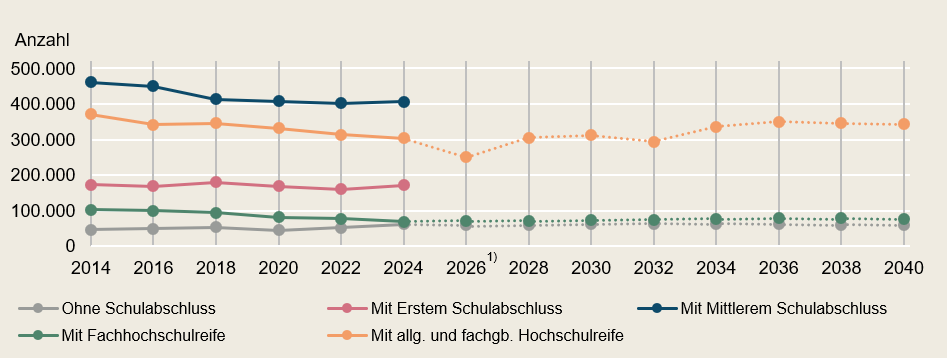 Anzahl
500.000
400.000
300.000
200.000
100.000
0
2014 2016 2018 2020 2022 2024 2026 1) 2028 2030 2032 2034 2036 2038 2040
Ohne Schulabschluss Mit Erstem Schulabschluss Mit Mittlerem Schulabschluss
Mit Fachhochschulreife Mit allg. und fachgb. Hochschulreife